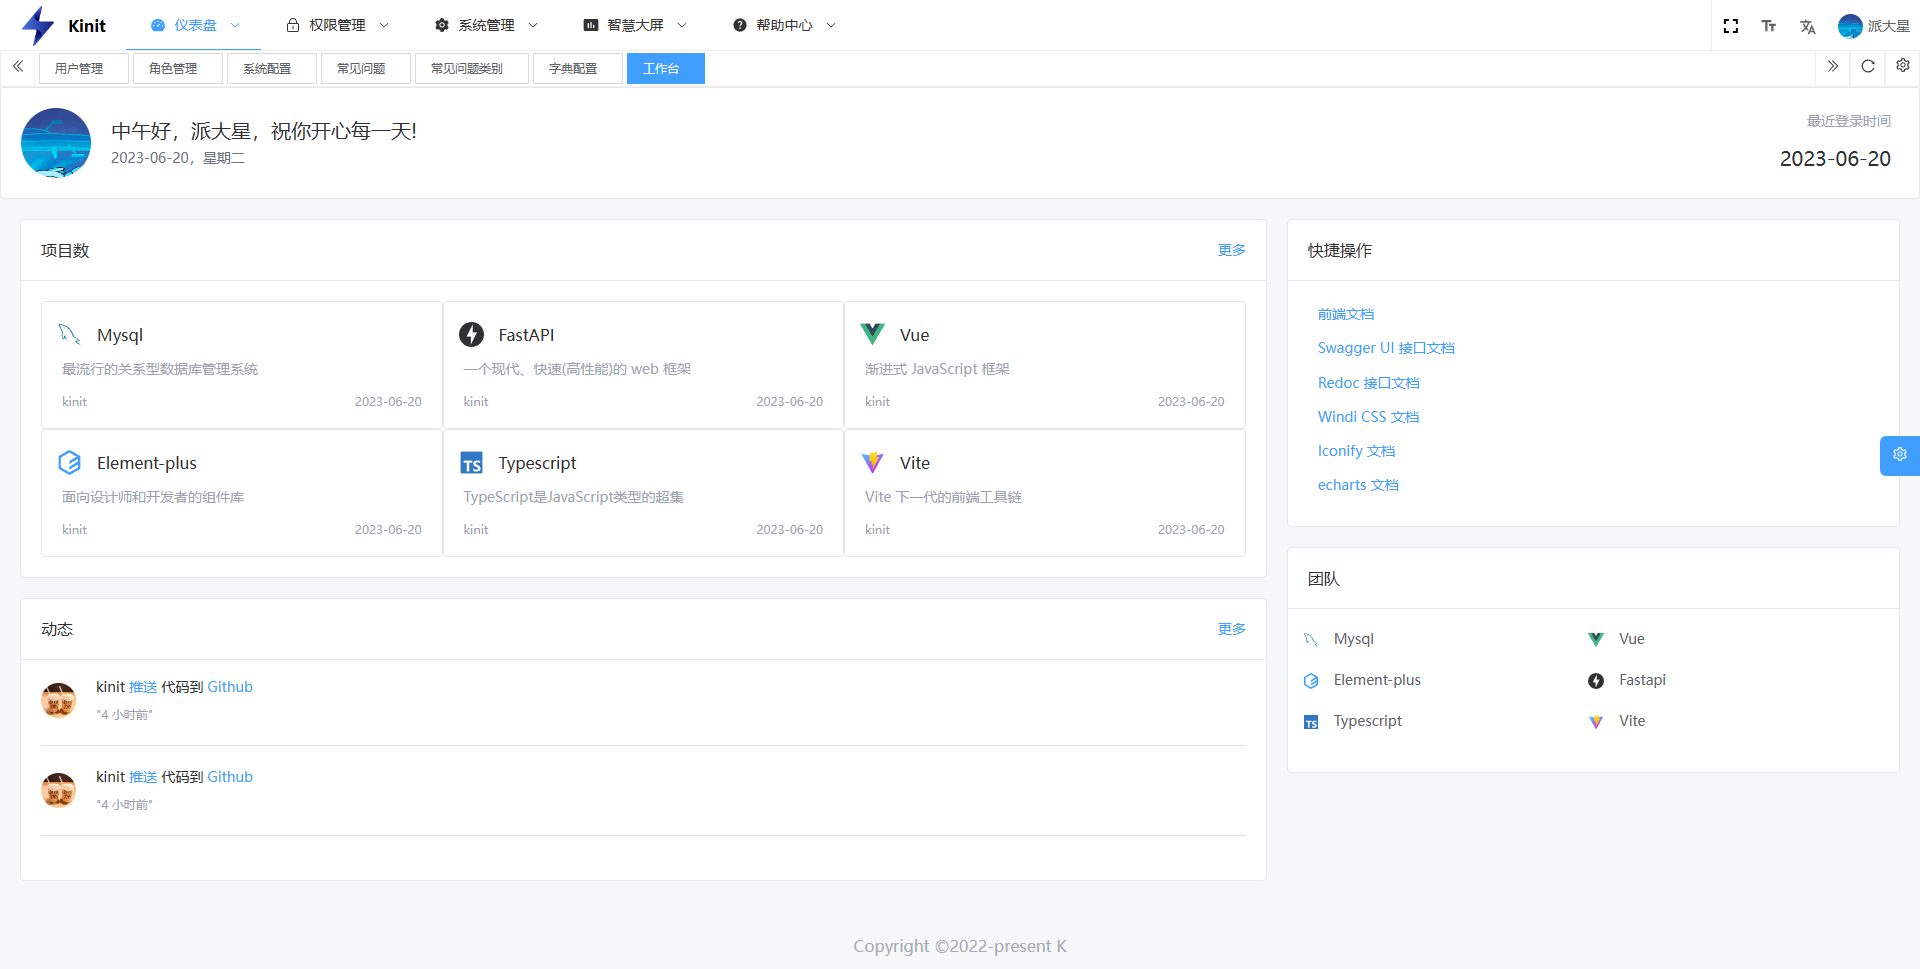 Kinit 仪表盘 权限管理 系统管理 智慧大屏 帮助中心 派大星
用户管理 角色管理 系统配置 常见问题 常见问题类别 字典配置 工作台
中午好，派大星，祝你开心每一天!
2023-06-20，星期二
最近登录时间
2023-06-20
项目数 更多
Mysql
最流行的关系型数据库管理系统
kinit 2023-06-20
FastAPI
一个现代、快速(高性能)的 web 框架
kinit 2023-06-20
Vue
渐进式 JavaScript 框架
kinit 2023-06-20
Element-plus
面向设计师和开发者的组件库
kinit 2023-06-20
Typescript
TypeScript是JavaScript类型的超集
kinit 2023-06-20
Vite
Vite 下一代的前端工具链
kinit 2023-06-20
动态 更多
kinit 推送 代码到 Github
"4 小时前"
kinit 推送 代码到 Github
"4 小时前"
快捷操作
前端文档
Swagger UI 接口文档
Redoc 接口文档
Windi CSS 文档
Iconify 文档
echarts 文档
团队
Mysql Vue
Element-plus Fastapi
Typescript Vite
Copyright ©2022-present K